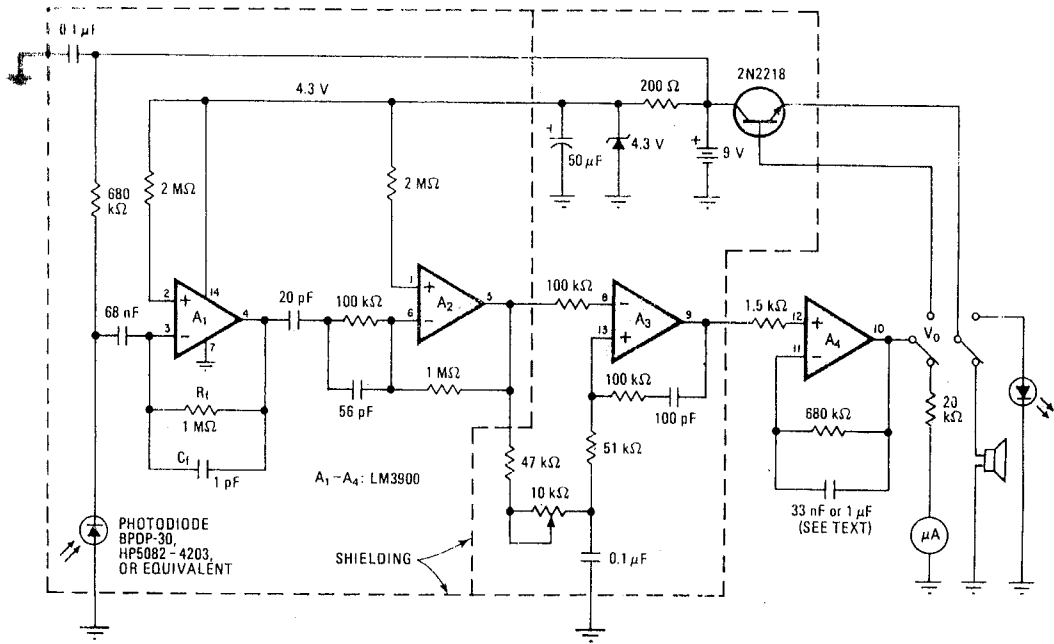 0.1 μF
2N2218
200 Ω
4.3 V
+
50 μF
4.3 V
+
9 V
680
kΩ
2 MΩ
2 MΩ
2
+
14
A1
4
3
−
7
68 nF
20 pF
100 kΩ
1
+
A2
5
6
−
100 kΩ
8
−
A3
9
13
+
1.5 kΩ
12
+
A4
10
11
−
V0
Rf
1 MΩ
Cf
1 pF
56 pF
1 MΩ
100 kΩ
100 pF
680 kΩ
20
kΩ
47 kΩ
51 kΩ
A1−A4: LM3900
10 kΩ
33 nF or 1 μF
(SEE TEXT)
μA
PHOTODIODE
BPDP-30,
HP5082-4203,
OR EQUIVALENT
SHIELDING
0.1 μF